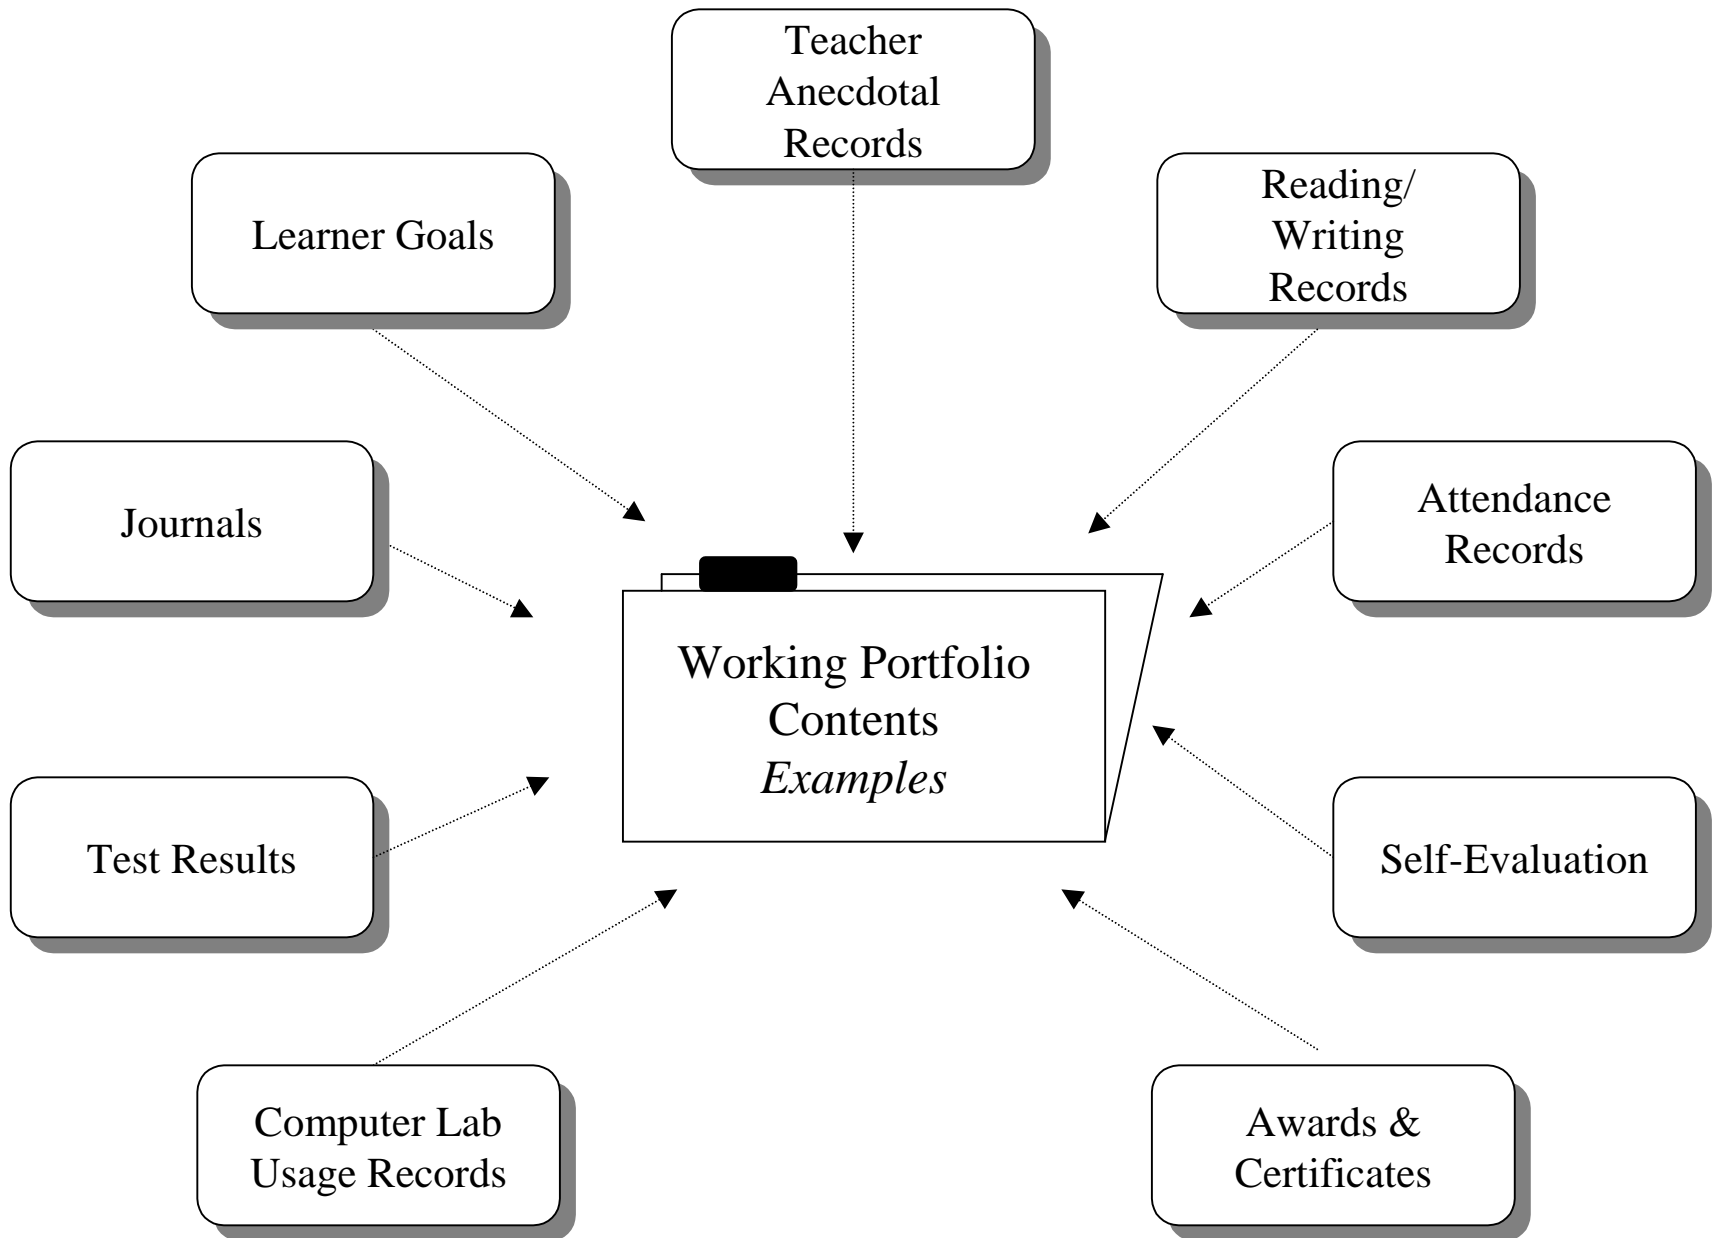 Teacher
Anecdotal
Records
Learner Goals
Reading/
Writing
Records
Journals
Attendance
Records
Working Portfolio
Contents
Examples
Test Results
Self-Evaluation
Computer Lab
Usage Records
Awards &
Certificates